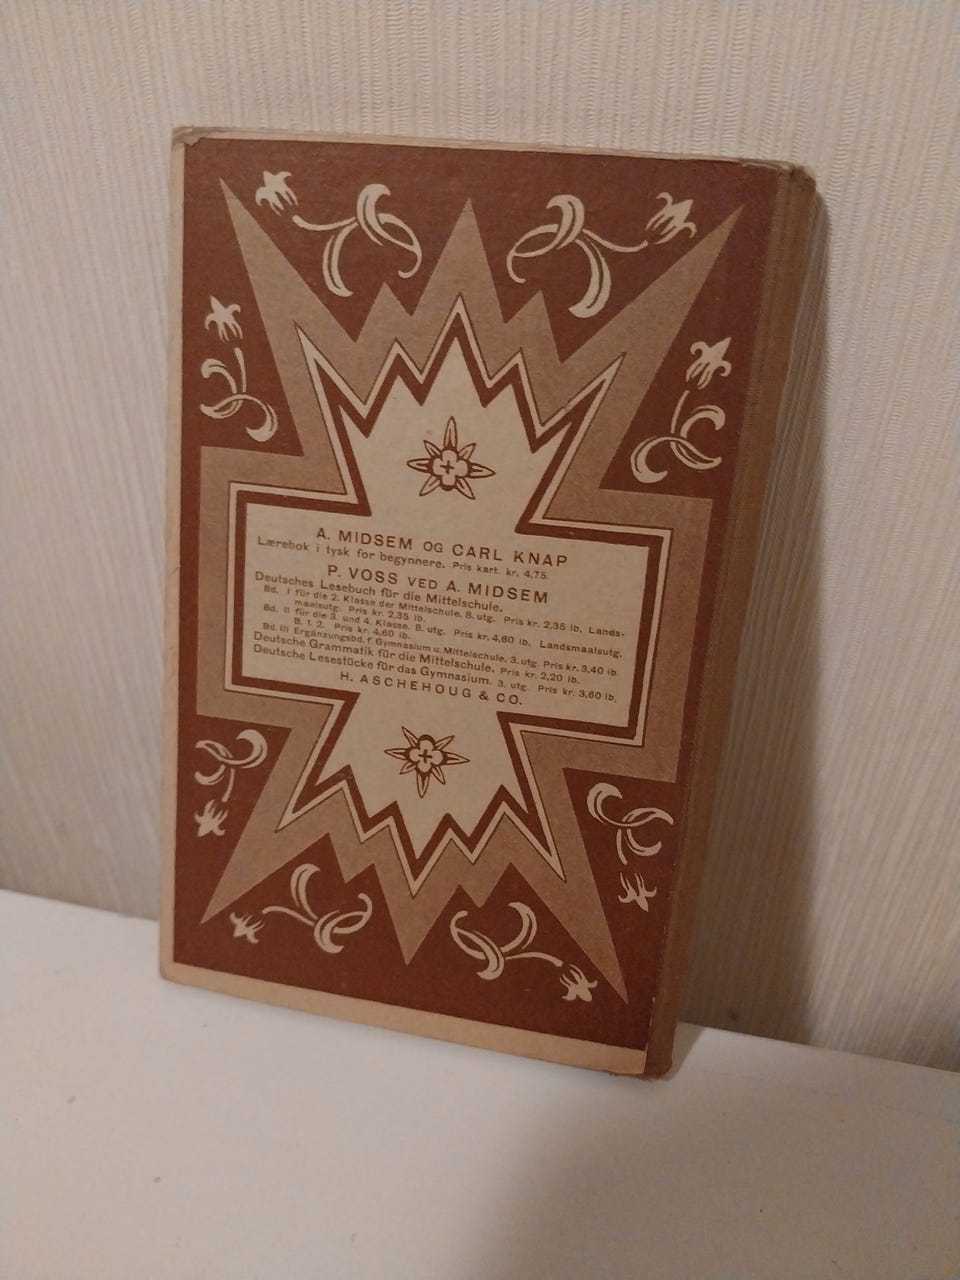 A. MIDSEM OG CARL KNAP
Lærebok i tysk for begynnere. Pris kart. kr. 4,75.
P. VOSS VED A. MIDSEM
Deutsches Lesebuch für die Mittelschule.
Bd. I für die 2. Klasse der Mittelschule. 8. utg. Pris kr. 2,35 ib. Lands-
maalsutg. Pris kr. 2,35 ib.
Bd. II für die 3. und 4. Klasse. 8. utg. Pris kr. 4,60 ib. Landsmaalsutg.
B. 1. 2. Pris kr. 4,60 ib.
Bd. III Ergänzungsbd. f. Gymnasium u. Mittelschule. 3. utg. Pris kr. 3,40 ib.
Deutsche Grammatik für die Mittelschule. Pris kr. 2,20 ib.
Deutsche Lesestücke für das Gymnasium. 3. utg. Pris kr. 3,60 ib.
H. ASCHEHOUG & CO.